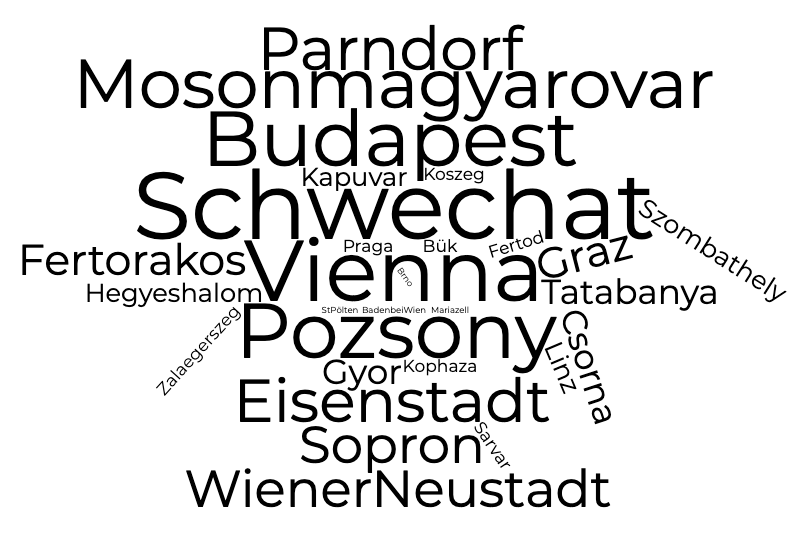 Parndorf
Mosonmagyarovar
Budapest
Kapuvar
Koszeg
Schwechat
Szombathely
Praga
Bük
Fertod
Graz
Fertorakos
Vienna
Brno
Hegyeshalom
Tatabanya
StPölten
BadenbeiWien
Mariazell
Zalaegerszeg
Pozsony
Csorna
Linz
Gyor
Kophaza
Eisenstadt
Sopron
Sarvar
WienerNeustadt